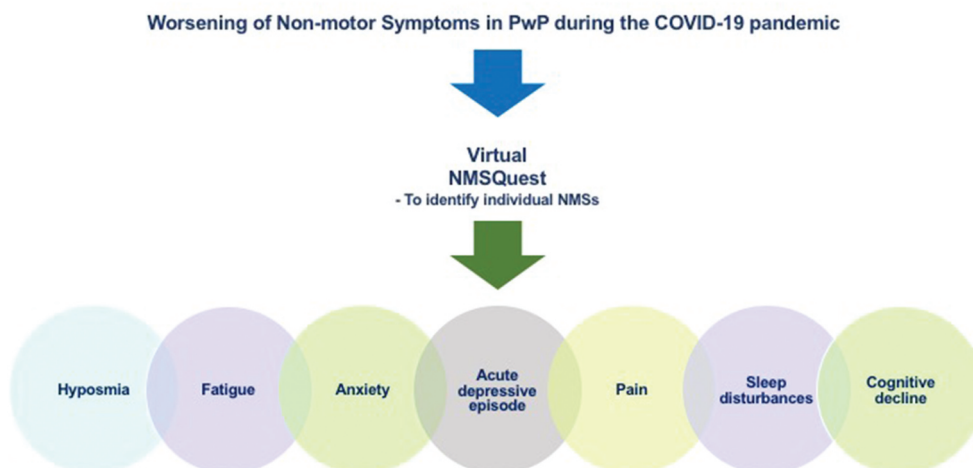 Worsening of Non-motor Symptoms in PwP during the COVID-19 pandemic
Virtual
NMSQuest
- To identify individual NMSs
Hyposmia
Fatigue
Anxiety
Acute
depressive
episode
Pain
Sleep
disturbances
Cognitive
decline